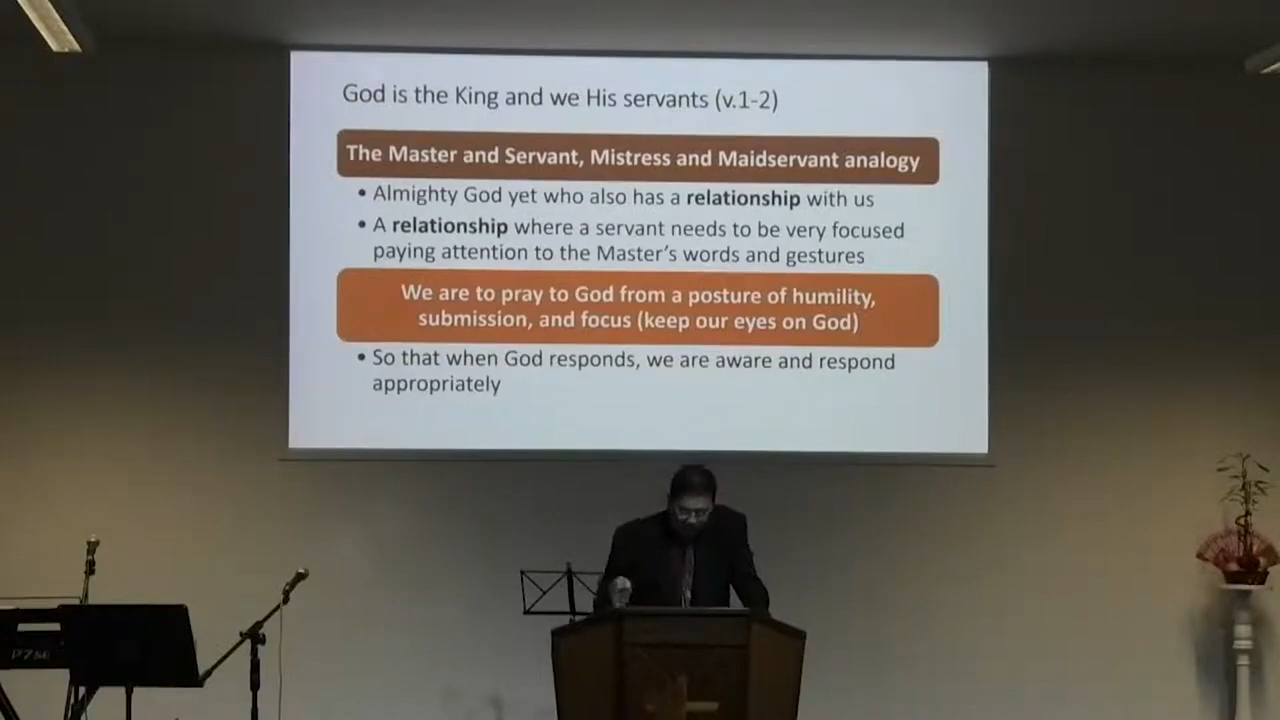 God is the King and we His servants (v.1-2)
The Master and Servant, Mistress and Maidservant analogy
• Almighty God yet who also has a relationship with us
• A relationship where a servant needs to be very focused
paying attention to the Master's words and gestures
We are to pray to God from a posture of humility,
submission, and focus (keep our eyes on God)
• So that when God responds, we are aware and respond
appropriately